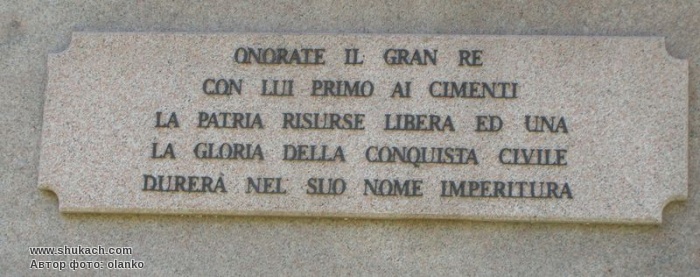 ONORATE IL GRAN RE
CON LUI PRIMO AI CIMENTI
LA PATRIA RISURSE LIBERA ED UNA
LA GLORIA DELLA CONQUISTA CIVILE
DURERÀ NEL SUO NOME IMPERITURA
www.shukach.com
Автор фото: olanko